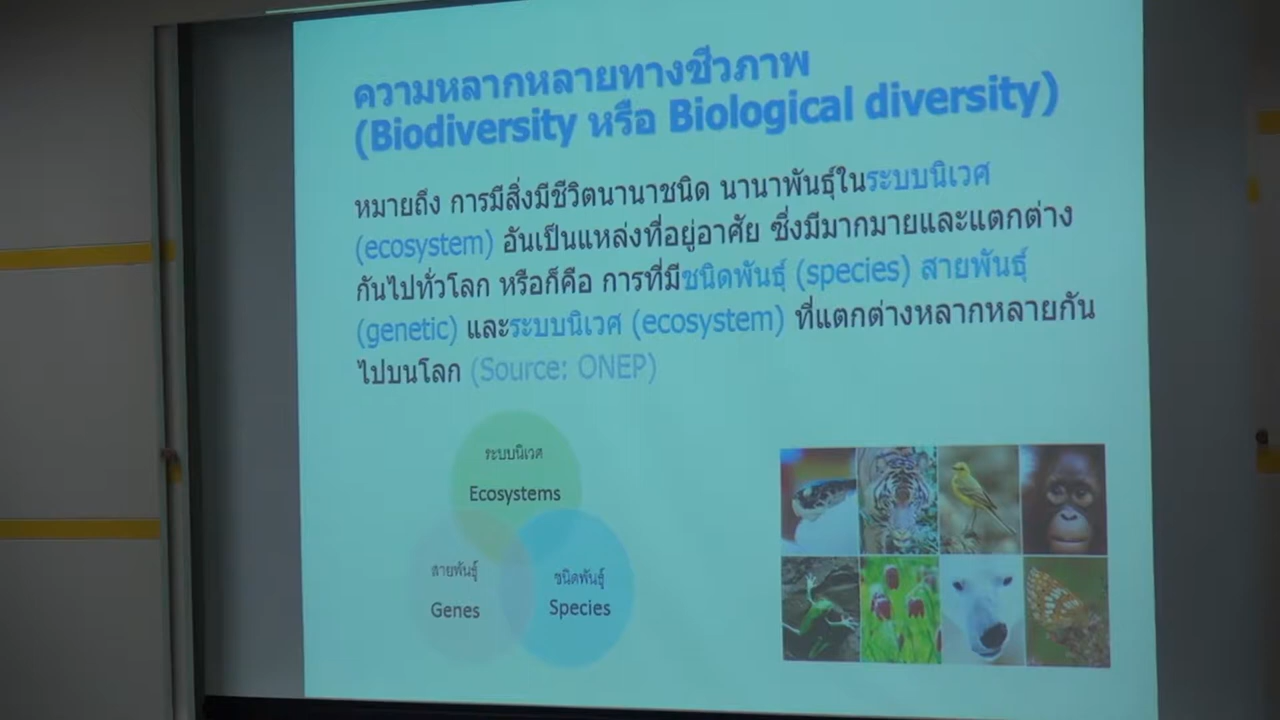 ความหลากหลายทางชีวภาพ
(Biodiversity หรือ Biological diversity)
หมายถึง การมีสิ่งมีชีวิตนานาชนิด นานาพันธุ์ในระบบนิเวศ
(ecosystem) อันเป็นแหล่งที่อยู่อาศัย ซึ่งมีมากมายและแตกต่าง
กันไปทั่วโลก หรือก็คือ การที่มีชนิดพันธุ์ (species) สายพันธุ์
(genetic) และระบบนิเวศ (ecosystem) ที่แตกต่างหลากหลายกัน
ไปบนโลก (Source: ONEP)
ระบบนิเวศ
Ecosystems
สายพันธุ์
Genes
ชนิดพันธุ์
Species